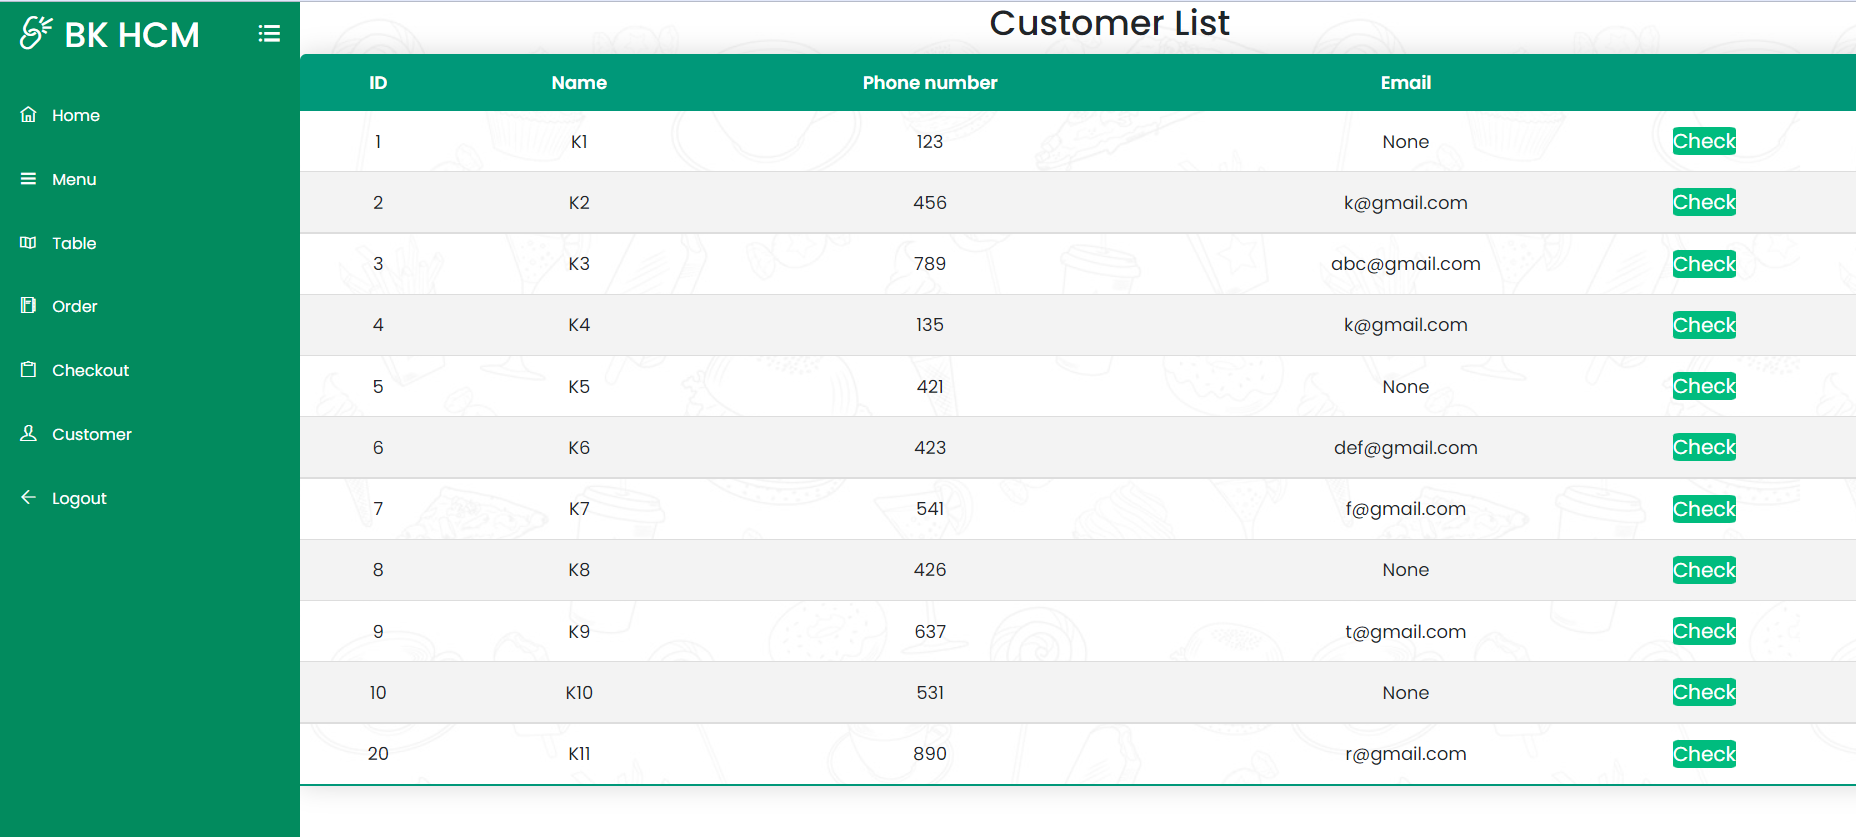 BK HCM
Home
Menu
Table
Order
Checkout
Customer
Logout
Customer List
ID Name Phone number Email
1 K1 123 None Check
2 K2 456 k@gmail.com Check
3 K3 789 abc@gmail.com Check
4 K4 135 k@gmail.com Check
5 K5 421 None Check
6 K6 423 def@gmail.com Check
7 K7 541 f@gmail.com Check
8 K8 426 None Check
9 K9 637 t@gmail.com Check
10 K10 531 None Check
20 K11 890 r@gmail.com Check